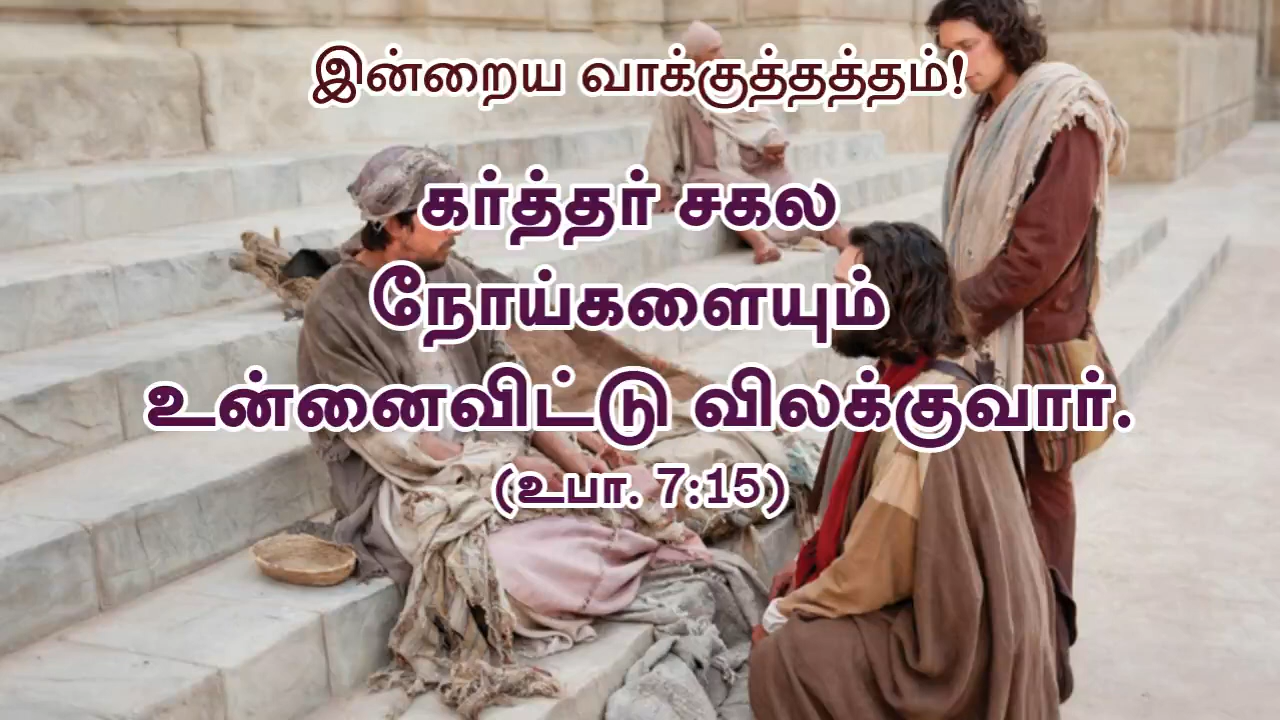 இன்றைய வாக்குத்தத்தம்!
கர்த்தர் சகல
நோய்களையும்
உன்னைவிட்டு விலக்குவார்.
(உபா. 7:15)